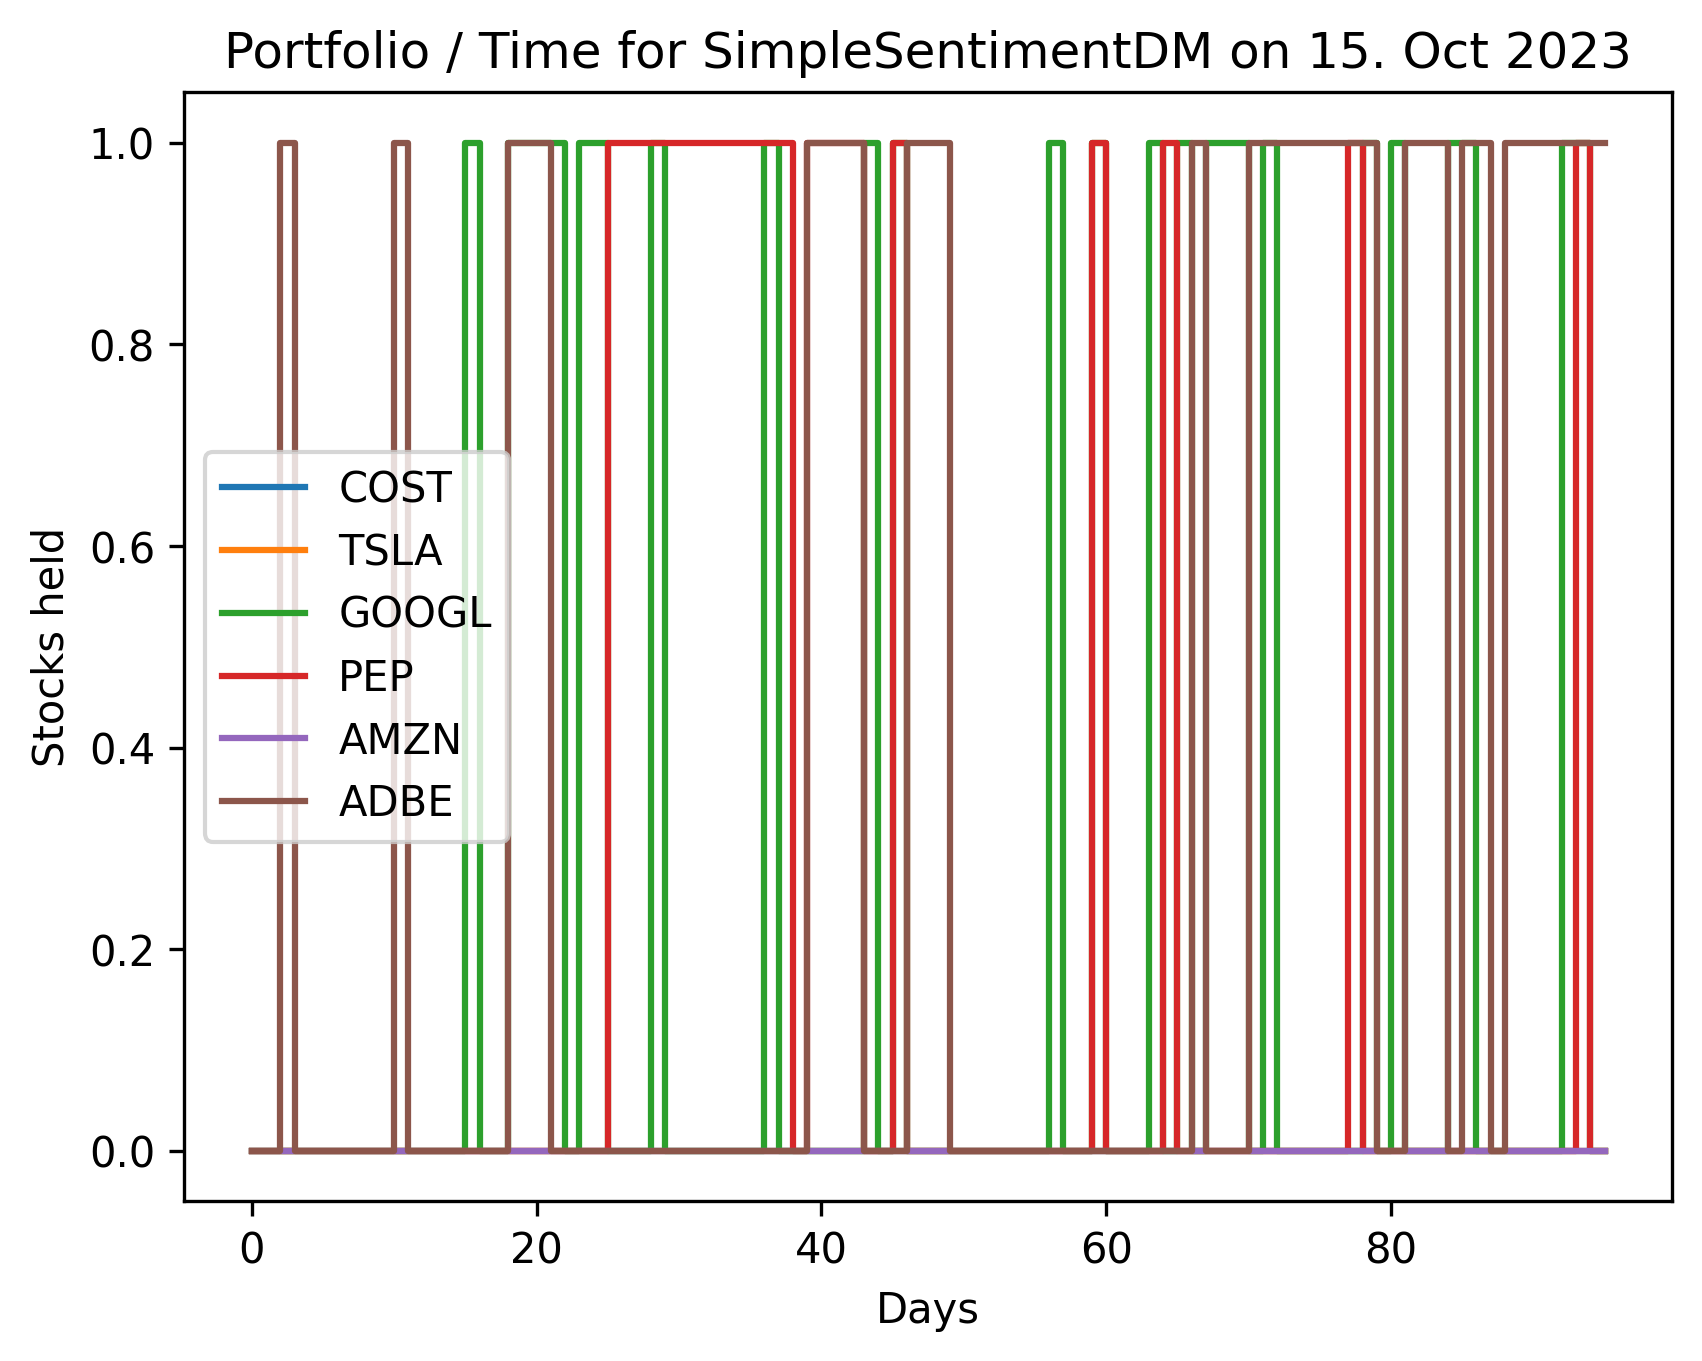 Portfolio / Time for SimpleSentimentDM on 15. Oct 2023
1.0
0.8
0.6
0.4
0.2
0.0
Stocks held
COST
TSLA
GOOGL
PEP
AMZN
ADBE
0 20 40 60 80
Days